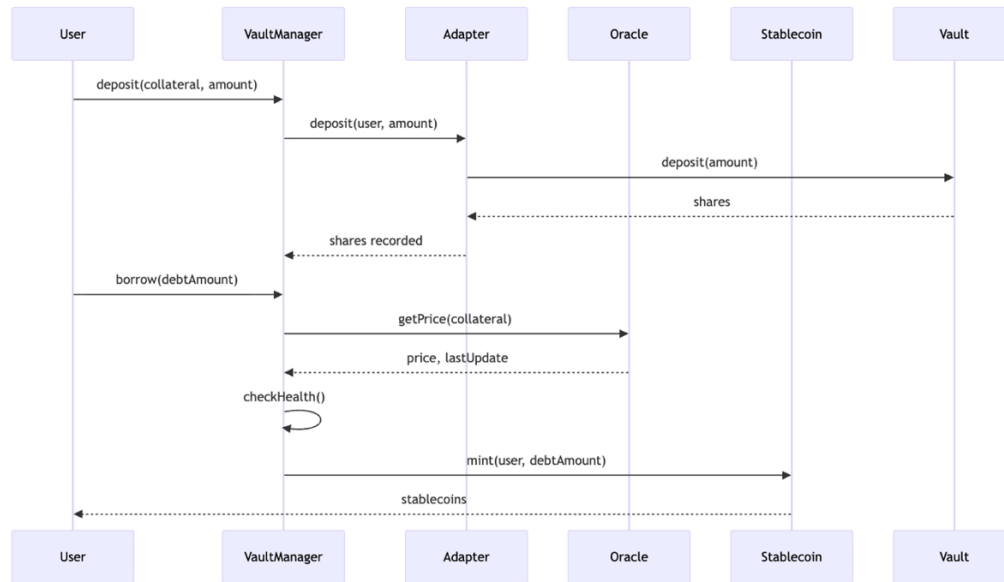 User VaultManager Adapter Oracle Stablecoin Vault
deposit(collateral, amount)
deposit(user, amount)
deposit(amount)
shares
shares recorded
borrow(debtAmount)
getPrice(collateral)
price, lastUpdate
checkHealth()
mint(user, debtAmount)
stablecoins
User VaultManager Adapter Oracle Stablecoin Vault